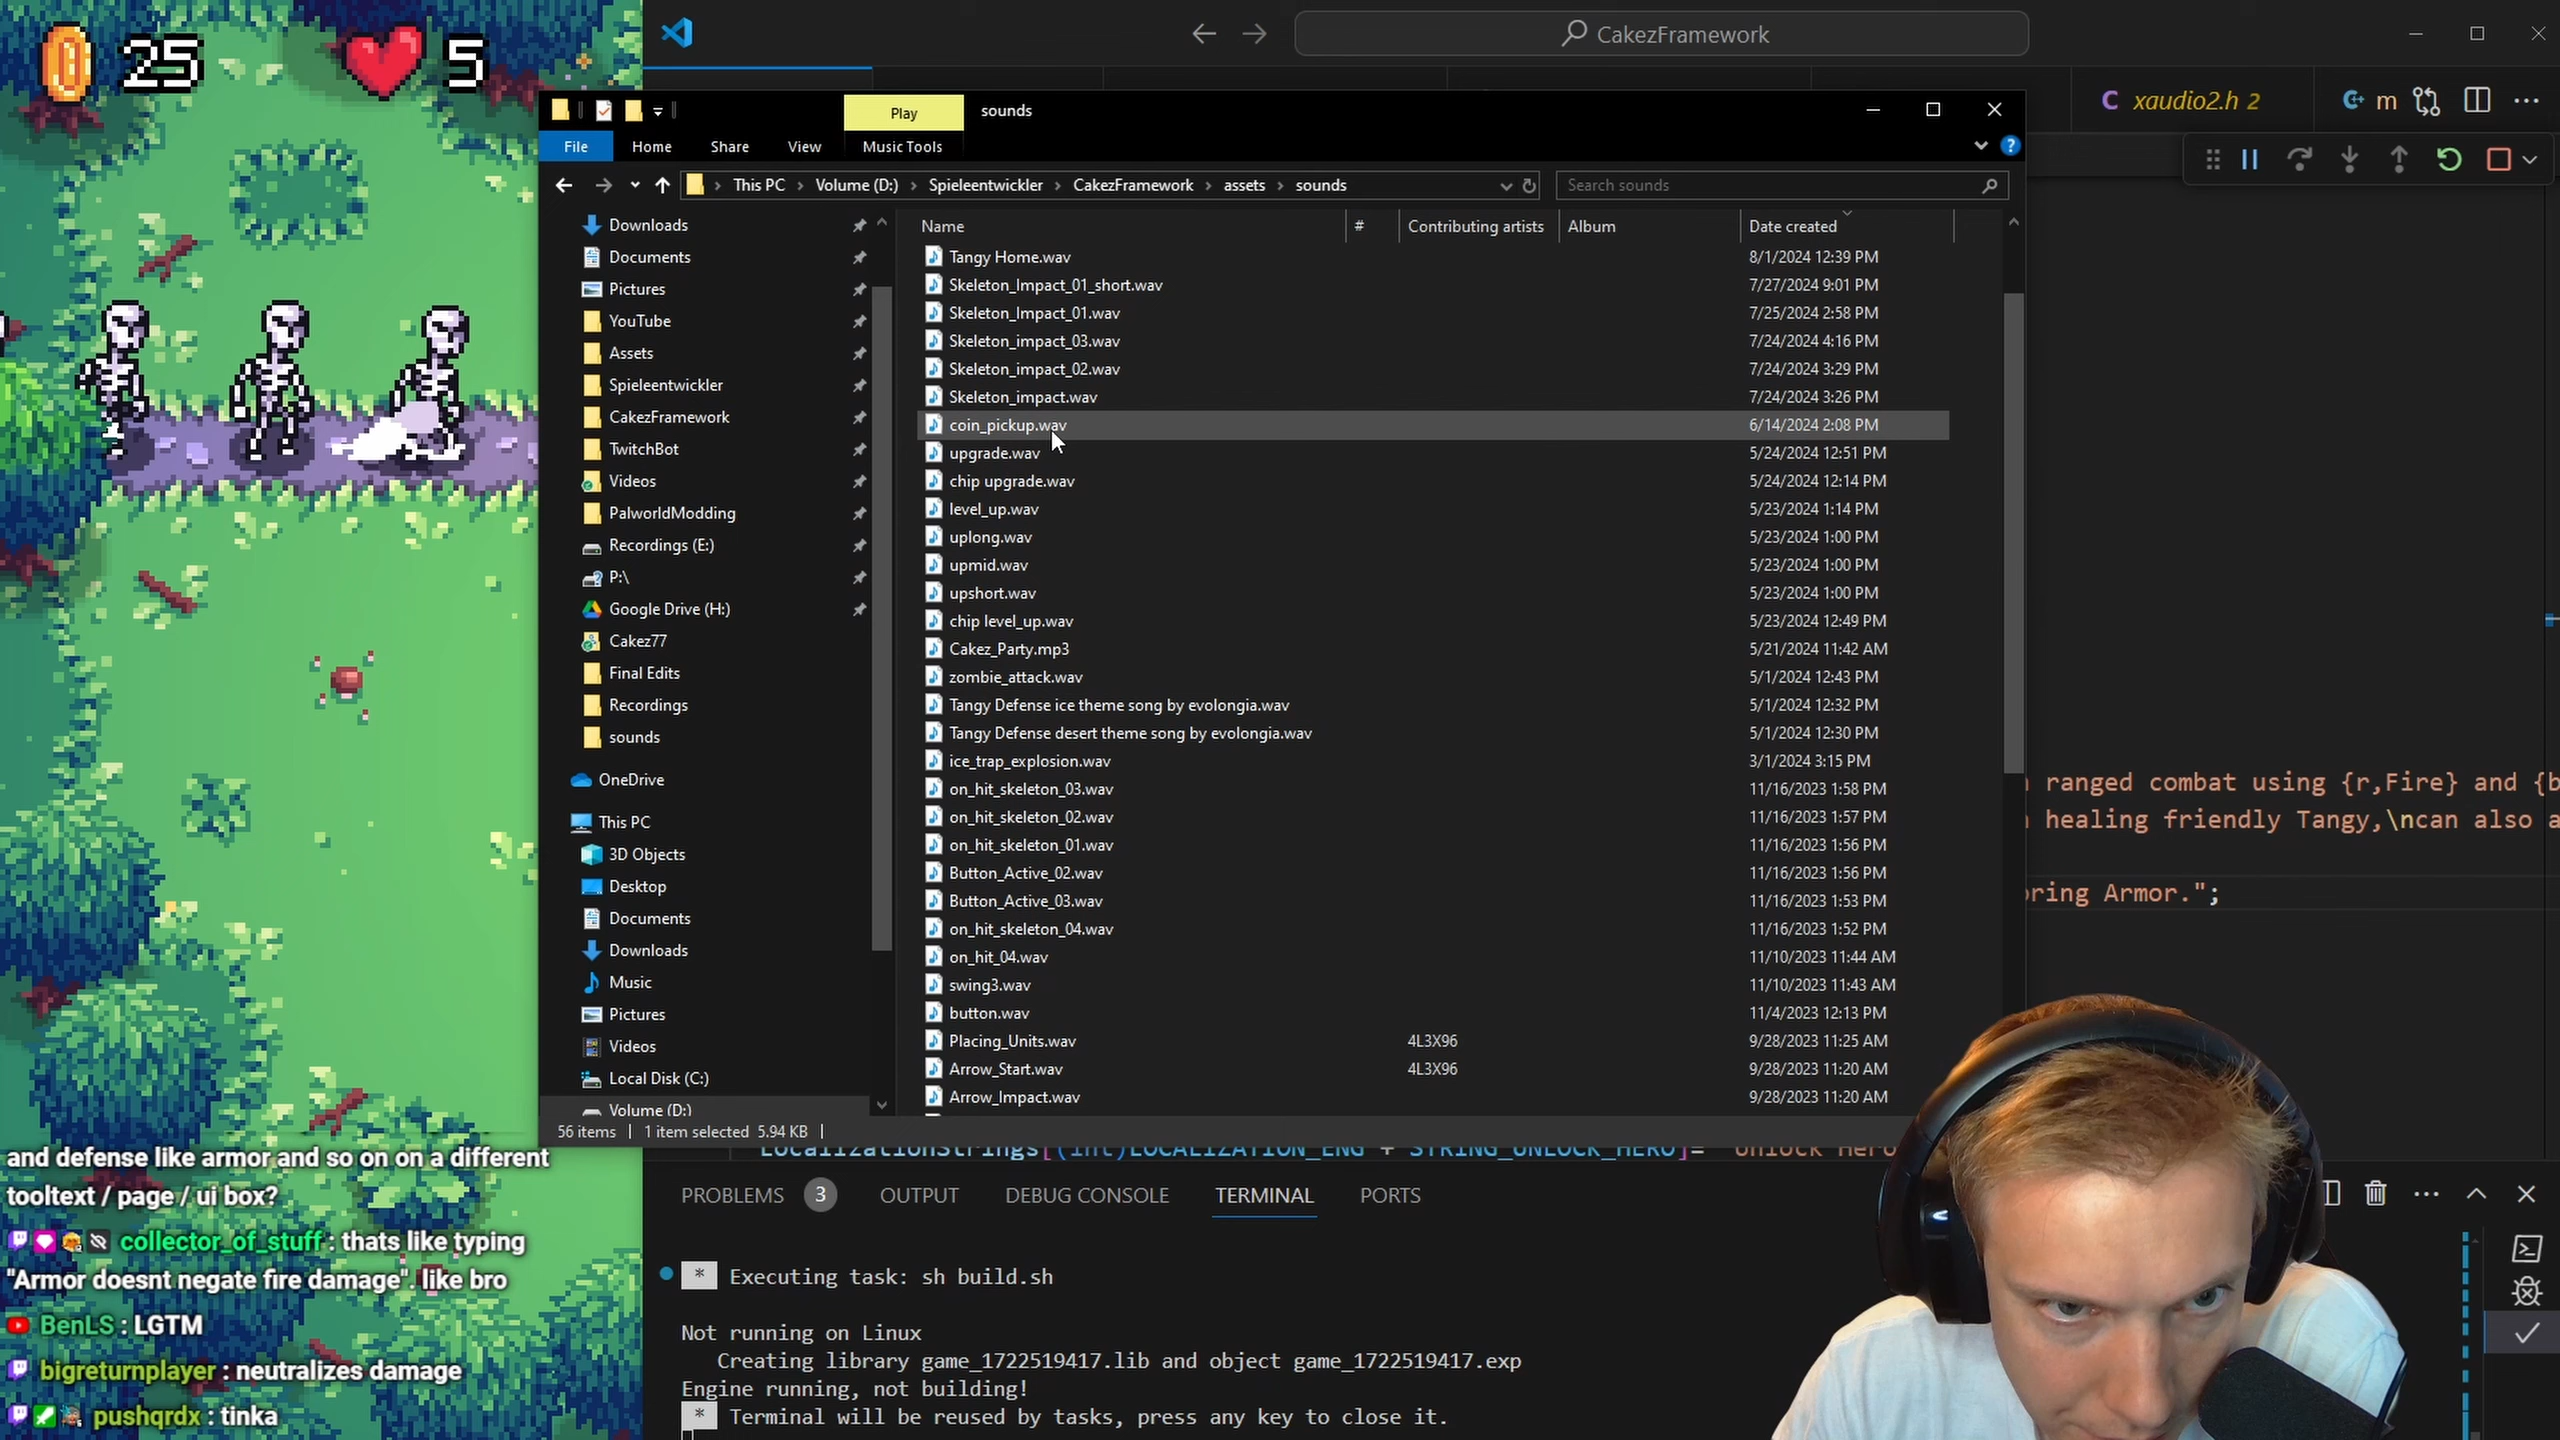 25
5
CakezFramework
xaudio2.h 2
m
Play
sounds
File
Home
Share
View
Music Tools
This PC
Volume (D:)
Spieleentwickler
CakezFramework
assets
sounds
Search sounds
Downloads
Documents
Pictures
YouTube
Assets
Spieleentwickler
CakezFramework
TwitchBot
Videos
PalworldModding
Recordings (E:)
P:\
Google Drive (H:)
Cakez77
Final Edits
Recordings
sounds
OneDrive
This PC
3D Objects
Desktop
Documents
Downloads
Music
Pictures
Videos
Local Disk (C:)
Volume (D:)
Name # Contributing artists Album Date created
Tangy Home.wav 8/1/2024 12:39 PM
Skeleton_Impact_01_short.wav 7/27/2024 9:01 PM
Skeleton_Impact_01.wav 7/25/2024 2:58 PM
Skeleton_impact_03.wav 7/24/2024 4:16 PM
Skeleton_impact_02.wav 7/24/2024 3:29 PM
Skeleton_impact.wav 7/24/2024 3:26 PM
coin_pickup.wav 6/14/2024 2:08 PM
upgrade.wav 5/24/2024 12:51 PM
chip upgrade.wav 5/24/2024 12:14 PM
level_up.wav 5/23/2024 1:14 PM
uplong.wav 5/23/2024 1:00 PM
upmid.wav 5/23/2024 1:00 PM
upshort.wav 5/23/2024 1:00 PM
chip level_up.wav 5/23/2024 12:49 PM
Cakez_Party.mp3 5/21/2024 11:42 AM
zombie_attack.wav 5/1/2024 12:43 PM
Tangy Defense ice theme song by evolongia.wav 5/1/2024 12:32 PM
Tangy Defense desert theme song by evolongia.wav 5/1/2024 12:30 PM
ice_trap_explosion.wav 3/1/2024 3:15 PM
on_hit_skeleton_03.wav 11/16/2023 1:58 PM
on_hit_skeleton_02.wav 11/16/2023 1:57 PM
on_hit_skeleton_01.wav 11/16/2023 1:56 PM
Button_Active_02.wav 11/16/2023 1:56 PM
Button_Active_03.wav 11/16/2023 1:53 PM
on_hit_skeleton_04.wav 11/16/2023 1:52 PM
on_hit_04.wav 11/10/2023 11:44 AM
swing3.wav 11/10/2023 11:43 AM
button.wav 11/4/2023 12:13 PM
Placing_Units.wav 4L3X96 9/28/2023 11:25 AM
Arrow_Start.wav 4L3X96 9/28/2023 11:20 AM
Arrow_Impact.wav 9/28/2023 11:20 AM
56 items 1 item selected 5.94 KB
ranged combat using {r,Fire} and {b
healing friendly Tangy,\ncan also a
oring Armor.";
LocalizationStrings[(int)LOCALIZATION_ENG + STRING_UNLOCK_HERO]= "Unlock Hero
PROBLEMS 3 OUTPUT DEBUG CONSOLE TERMINAL PORTS
* Executing task: sh build.sh
Not running on Linux
Creating library game_1722519417.lib and object game_1722519417.exp
Engine running, not building!
* Terminal will be reused by tasks, press any key to close it.
and defense like armor and so on on a different
tooltext / page / ui box?
collector_of_stuff : thats like typing
"Armor doesnt negate fire damage". like bro
BenLS : LGTM
bigreturnplayer : neutralizes damage
pushqrdx : tinka